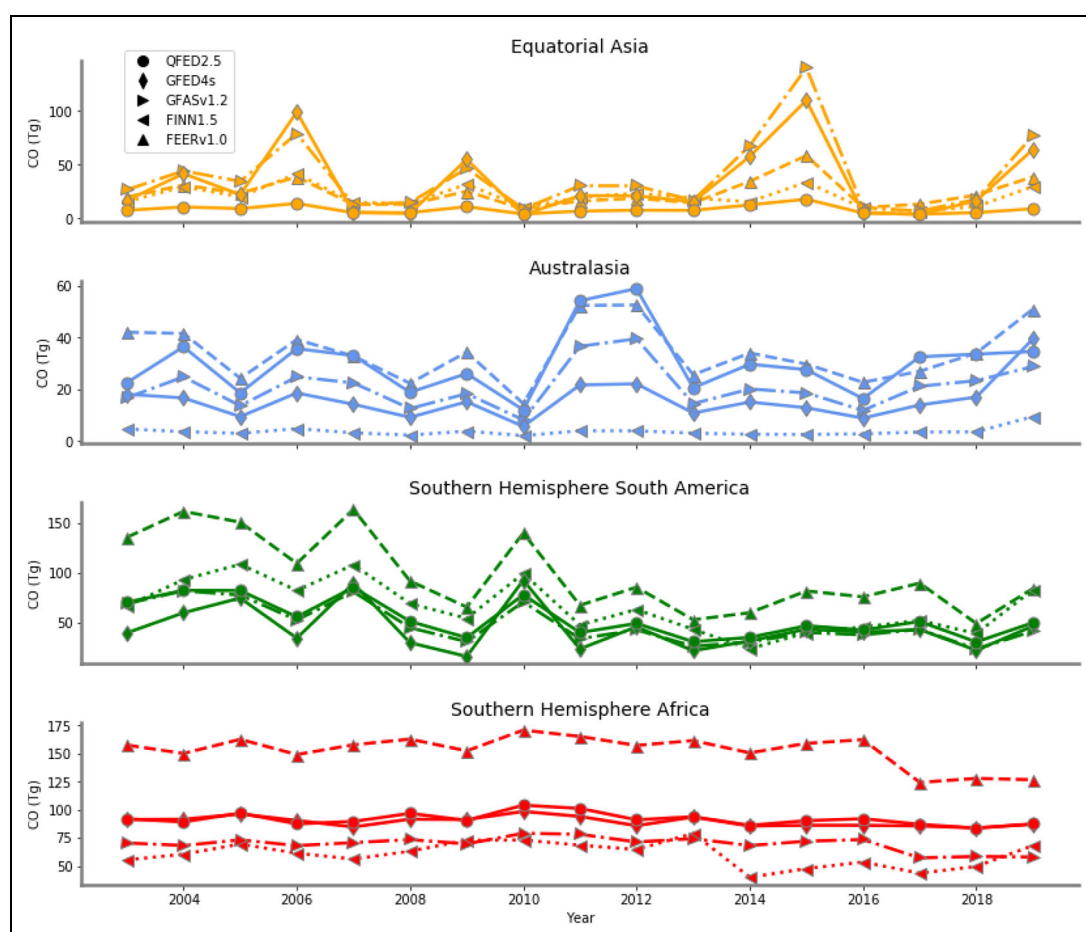 Equatorial Asia
QFED2.5
GFED4s
GFASv1.2
FINN1.5
FEERv1.0
100
50
0
CO (Tg)
Australasia
60
40
20
0
CO (Tg)
Southern Hemisphere South America
150
100
50
CO (Tg)
Southern Hemisphere Africa
175
150
125
100
75
50
CO (Tg)
2004 2006 2008 2010 2012 2014 2016 2018
Year